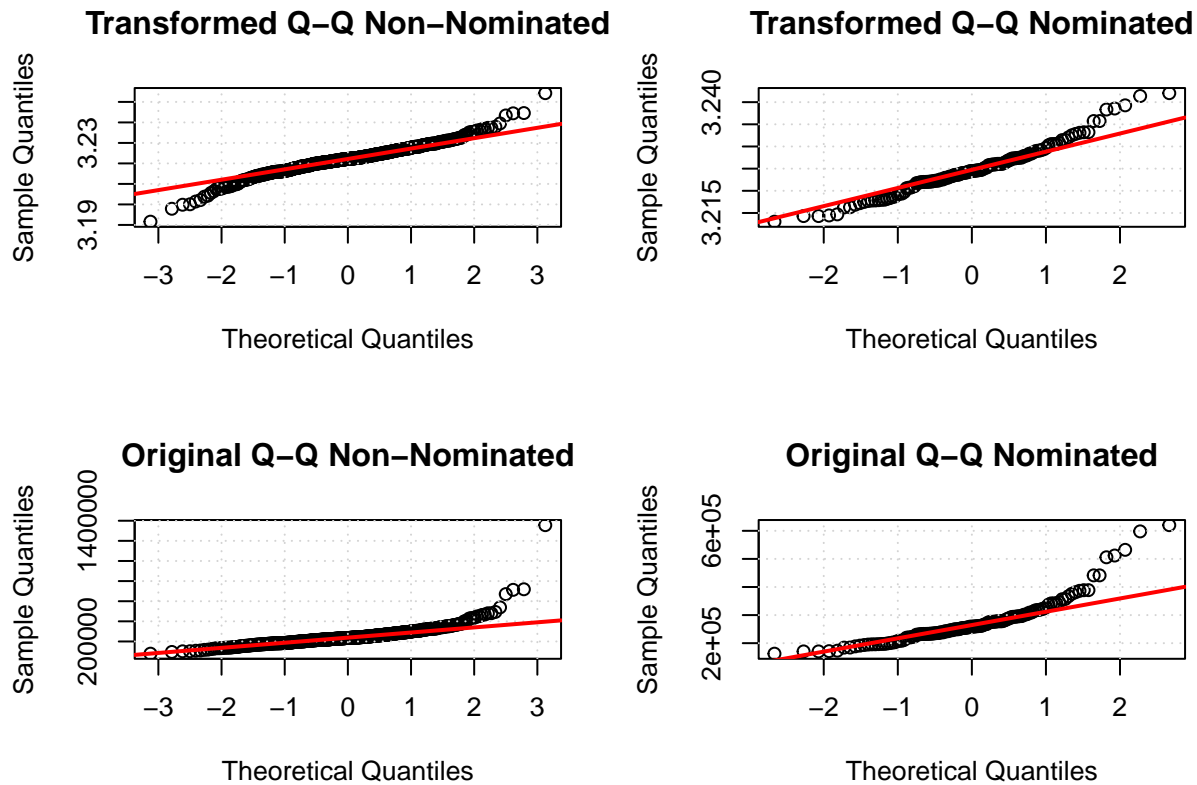 Transformed Q−Q Non−Nominated
Sample Quantiles
3.23
3.19
−3 −2 −1 0 1 2 3
Theoretical Quantiles
Transformed Q−Q Nominated
Sample Quantiles
3.240
3.215
−2 −1 0 1 2
Theoretical Quantiles
Original Q−Q Non−Nominated
Sample Quantiles
1400000
200000
−3 −2 −1 0 1 2 3
Theoretical Quantiles
Original Q−Q Nominated
Sample Quantiles
6e+05
2e+05
−2 −1 0 1 2
Theoretical Quantiles